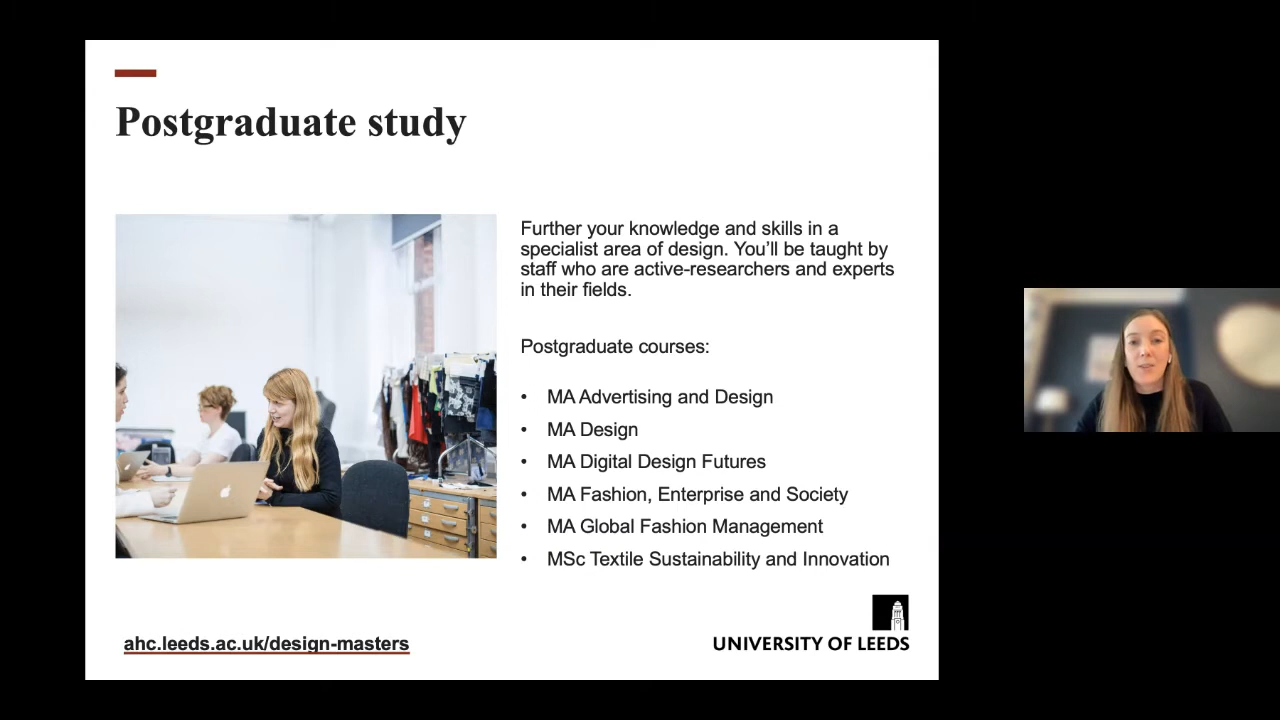 Postgraduate study
Further your knowledge and skills in a
specialist area of design. You’ll be taught by
staff who are active-researchers and experts
in their fields.
Postgraduate courses:
• MA Advertising and Design
• MA Design
• MA Digital Design Futures
• MA Fashion, Enterprise and Society
• MA Global Fashion Management
• MSc Textile Sustainability and Innovation
ahc.leeds.ac.uk/design-masters
UNIVERSITY OF LEEDS